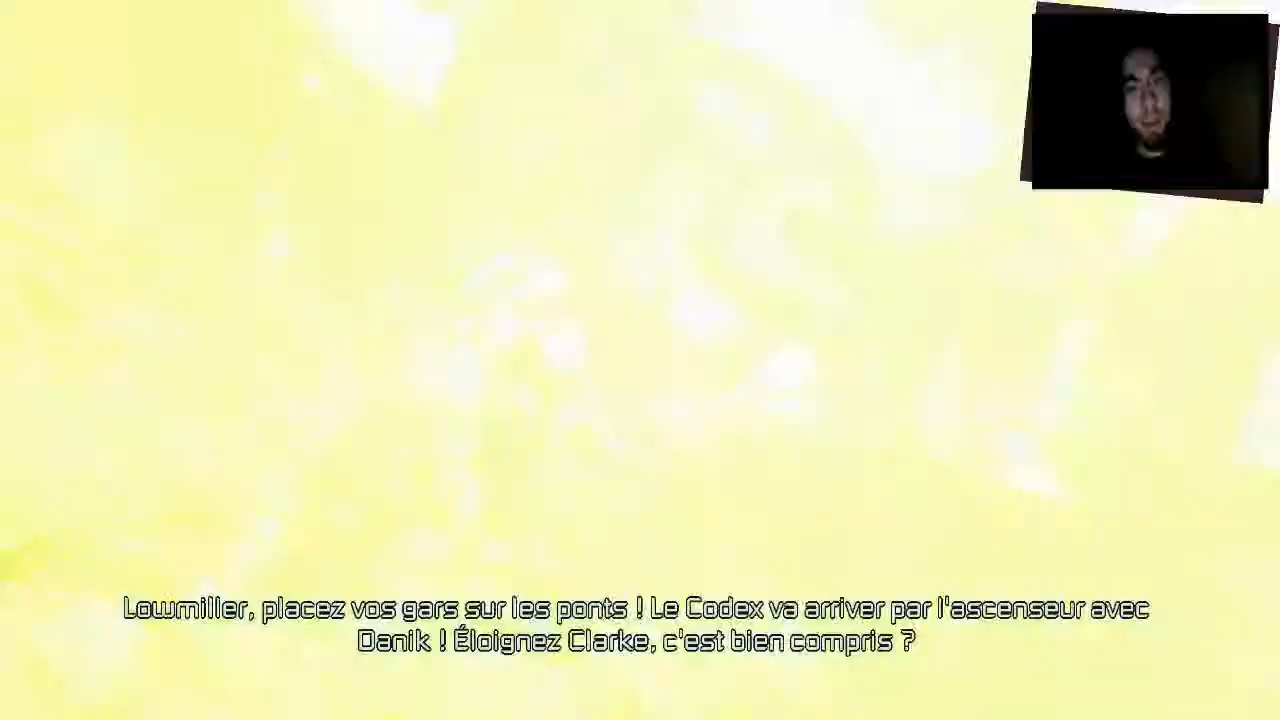 Lowmiller, placez vos gars sur les ponts ! Le Codex va arriver par l'ascenseur avec
Danik ! Éloignez Clarke, c'est bien compris ?